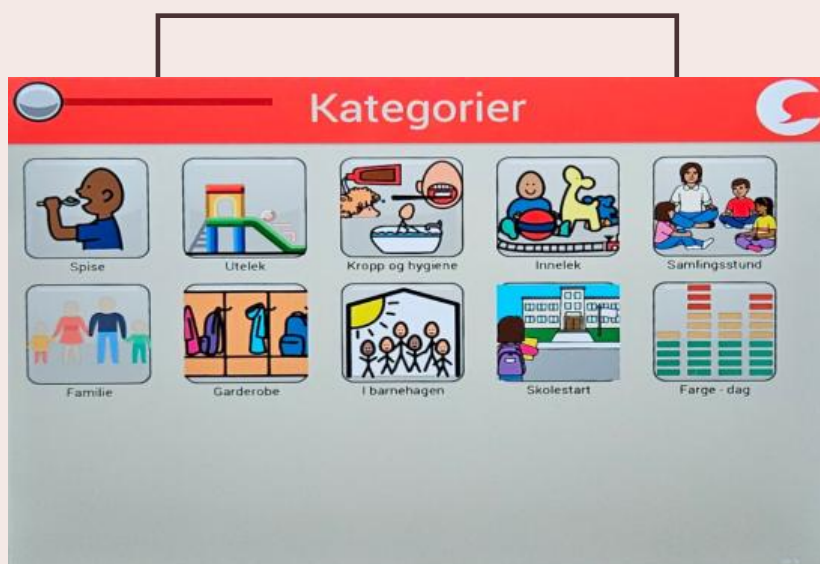 Kategorier
Spise
Utelek
Kropp og hygiene
Innelek
Samlingsstund
Familie
Garderobe
I barnehagen
Skolestart
Farge - dag